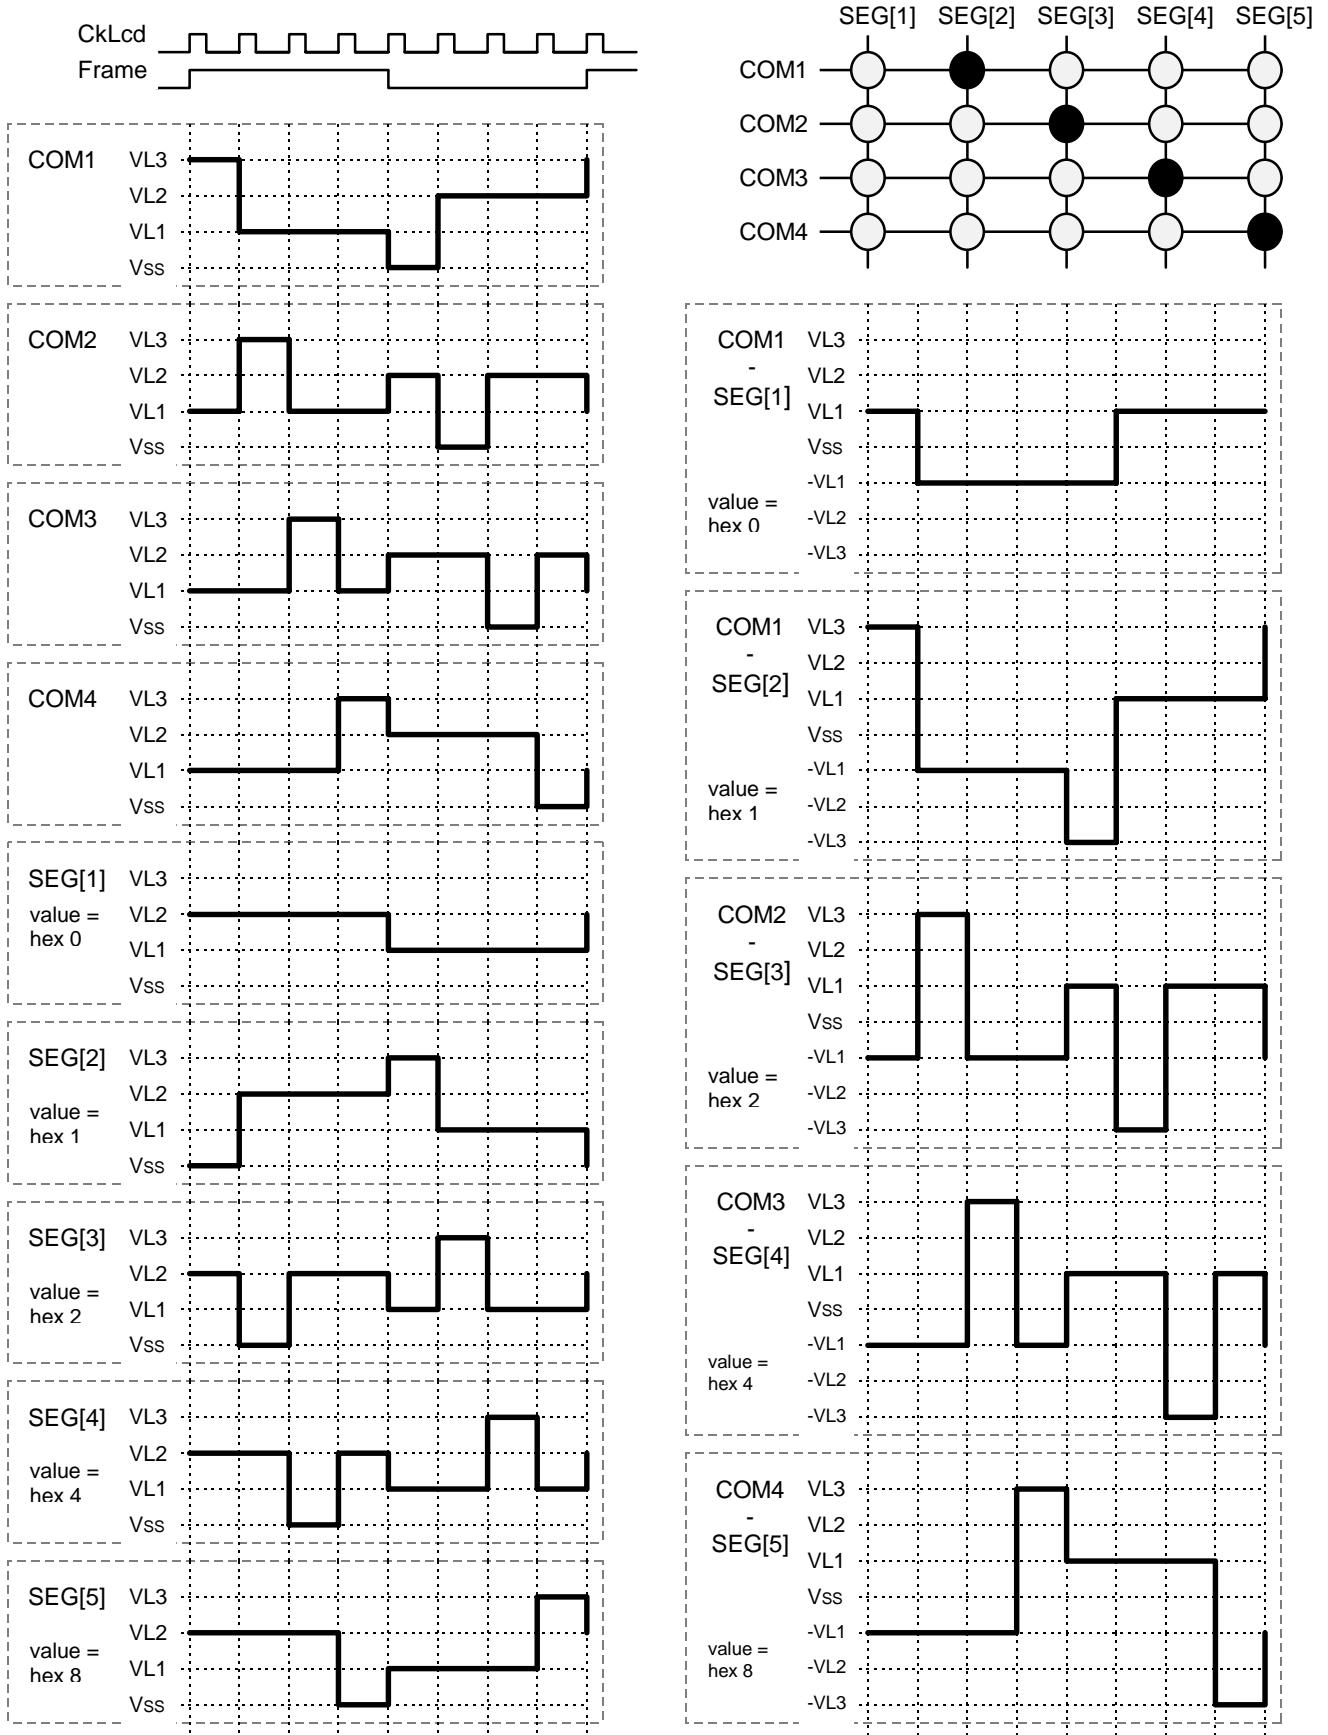 CkLcd
Frame
COM1
VL3
VL2
VL1
Vss
COM2
VL3
VL2
VL1
Vss
COM3
VL3
VL2
VL1
Vss
COM4
VL3
VL2
VL1
Vss
SEG[1]
value =
hex 0
VL3
VL2
VL1
Vss
SEG[2]
value =
hex 1
VL3
VL2
VL1
Vss
SEG[3]
value =
hex 2
VL3
VL2
VL1
Vss
SEG[4]
value =
hex 4
VL3
VL2
VL1
Vss
SEG[5]
value =
hex 8
VL3
VL2
VL1
Vss
SEG[1] SEG[2] SEG[3] SEG[4] SEG[5]
COM1
COM2
COM3
COM4
COM1
-
SEG[1]
value =
hex 0
VL3
VL2
VL1
Vss
-VL1
-VL2
-VL3
COM1
-
SEG[2]
value =
hex 1
VL3
VL2
VL1
Vss
-VL1
-VL2
-VL3
COM2
-
SEG[3]
value =
hex 2
VL3
VL2
VL1
Vss
-VL1
-VL2
-VL3
COM3
-
SEG[4]
value =
hex 4
VL3
VL2
VL1
Vss
-VL1
-VL2
-VL3
COM4
-
SEG[5]
value =
hex 8
VL3
VL2
VL1
Vss
-VL1
-VL2
-VL3